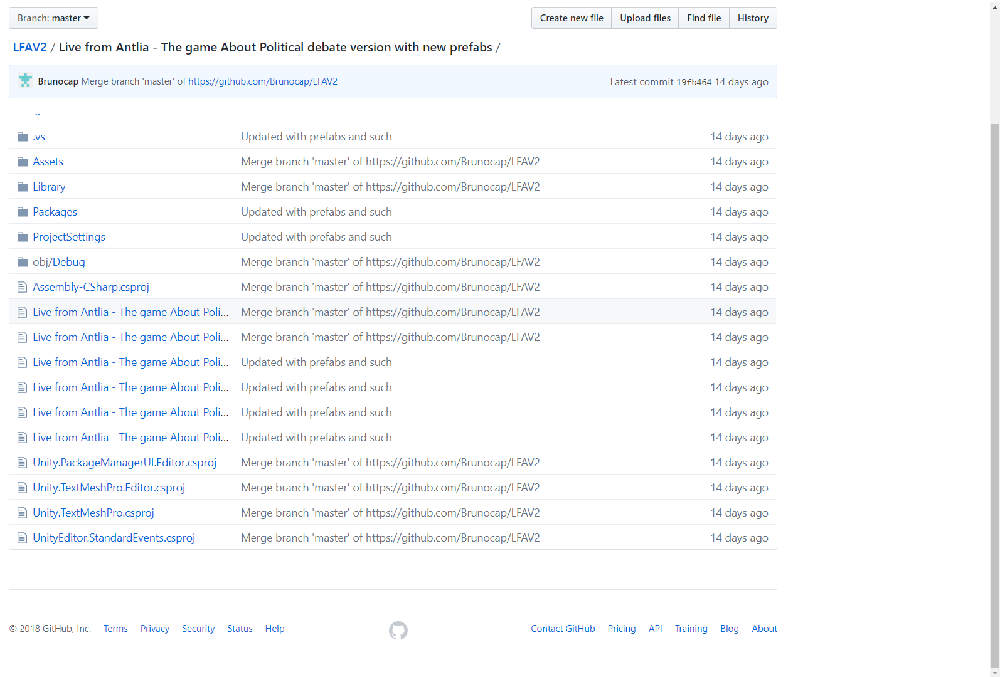 Branch: master Create new file Upload files Find file History
LFAV2 / Live from Antlia - The game About Political debate version with new prefabs /
Brunocap Merge branch 'master' of https://github.com/Brunocap/LFAV2 Latest commit 19fb464 14 days ago
..
.vs Updated with prefabs and such 14 days ago
Assets Merge branch 'master' of https://github.com/Brunocap/LFAV2 14 days ago
Library Merge branch 'master' of https://github.com/Brunocap/LFAV2 14 days ago
Packages Updated with prefabs and such 14 days ago
ProjectSettings Updated with prefabs and such 14 days ago
obj/Debug Merge branch 'master' of https://github.com/Brunocap/LFAV2 14 days ago
Assembly-CSharp.csproj Merge branch 'master' of https://github.com/Brunocap/LFAV2 14 days ago
Live from Antlia - The game About Poli... Merge branch 'master' of https://github.com/Brunocap/LFAV2 14 days ago
Live from Antlia - The game About Poli... Merge branch 'master' of https://github.com/Brunocap/LFAV2 14 days ago
Live from Antlia - The game About Poli... Updated with prefabs and such 14 days ago
Live from Antlia - The game About Poli... Updated with prefabs and such 14 days ago
Live from Antlia - The game About Poli... Updated with prefabs and such 14 days ago
Live from Antlia - The game About Poli... Updated with prefabs and such 14 days ago
Unity.PackageManagerUI.Editor.csproj Merge branch 'master' of https://github.com/Brunocap/LFAV2 14 days ago
Unity.TextMeshPro.Editor.csproj Merge branch 'master' of https://github.com/Brunocap/LFAV2 14 days ago
Unity.TextMeshPro.csproj Merge branch 'master' of https://github.com/Brunocap/LFAV2 14 days ago
UnityEditor.StandardEvents.csproj Merge branch 'master' of https://github.com/Brunocap/LFAV2 14 days ago
© 2018 GitHub, Inc. Terms Privacy Security Status Help Contact GitHub Pricing API Training Blog About